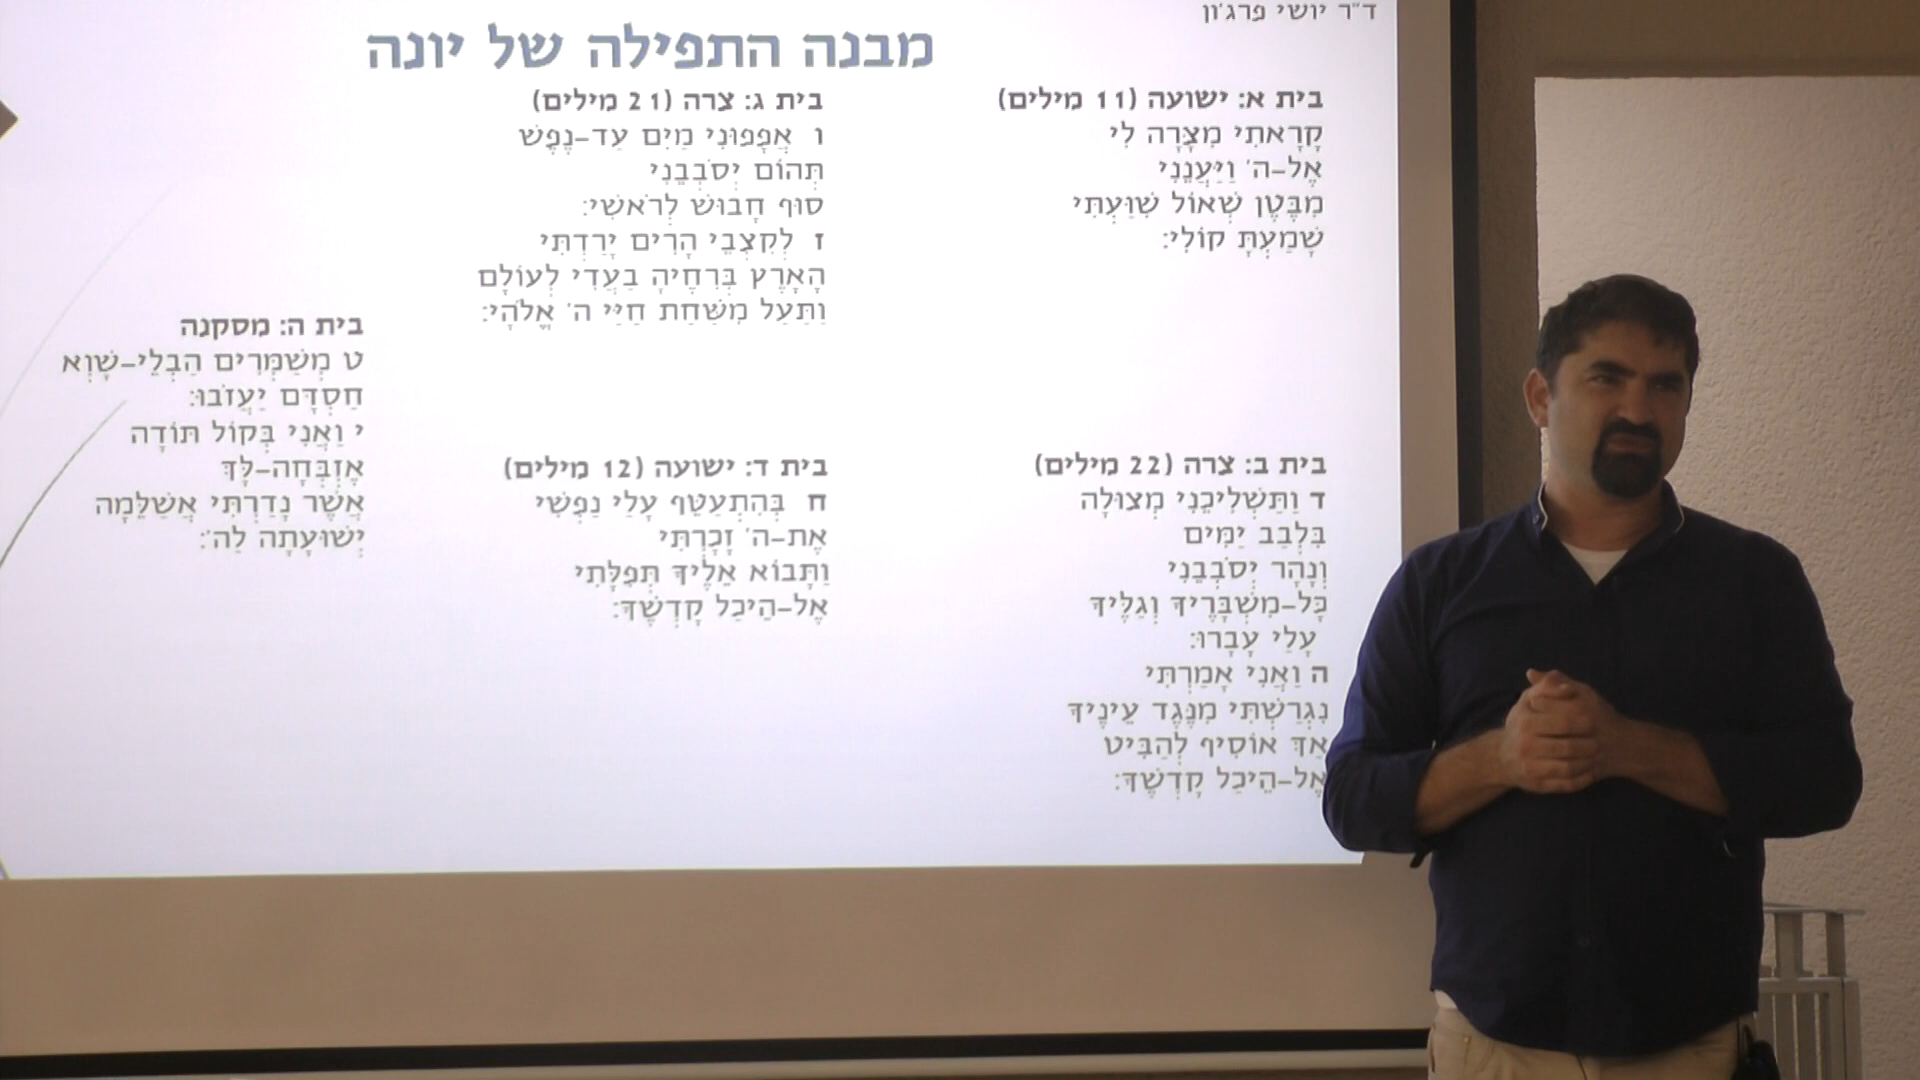 ד"ר יושי פרג'ון
מבנה התפילה של יונה
בית א: ישועה (11 מילים)
קָרָאתִי מִצָּרָה לִי
אֶל-ה' וַיַּעֲנֵנִי
מִבֶּטֶן שְׁאוֹל שִׁוַּעְתִּי
שָׁמַעְתָּ קוֹלִי:
בית ב: צרה (22 מילים)
ד וַתַּשְׁלִיכֵנִי מְצוּלָה
בִּלְבַב יַמִּים
וְנָהָר יְסֹבְבֵנִי
כָּל-מִשְׁבָּרֶיךָ וְגַלֶּיךָ
עָלַי עָבָרוּ:
ה וַאֲנִי אָמַרְתִּי
נִגְרַשְׁתִּי מִנֶּגֶד עֵינֶיךָ
אַךְ אוֹסִיף לְהַבִּיט
אֶל-הֵיכַל קָדְשֶׁךָ:
בית ג: צרה (21 מילים)
ו אֲפָפוּנִי מַיִם עַד-נֶפֶשׁ
תְּהוֹם יְסֹבְבֵנִי
סוּף חָבוּשׁ לְרֹאשִׁי:
ז לְקִצְבֵי הָרִים יָרַדְתִּי
הָאָרֶץ בְּרִחֶיהָ בַעֲדִי לְעוֹלָם
וַתַּעַל מִשַּׁחַת חַיַּי ה' אֱלֹהָי:
בית ד: ישועה (12 מילים)
ח בְּהִתְעַטֵּף עָלַי נַפְשִׁי
אֶת-ה' זָכָרְתִּי
וַתָּבוֹא אֵלֶיךָ תְּפִלָּתִי
אֶל-הֵיכַל קָדְשֶׁךָ:
בית ה: מסקנה
ט מְשַׁמְּרִים הַבְלֵי-שָׁוְא
חַסְדָּם יַעֲזֹבוּ:
י וַאֲנִי בְּקוֹל תּוֹדָה
אֶזְבְּחָה-לָּךְ
אֲשֶׁר נָדַרְתִּי אֲשַׁלֵּמָה
יְשׁוּעָתָה לַה':